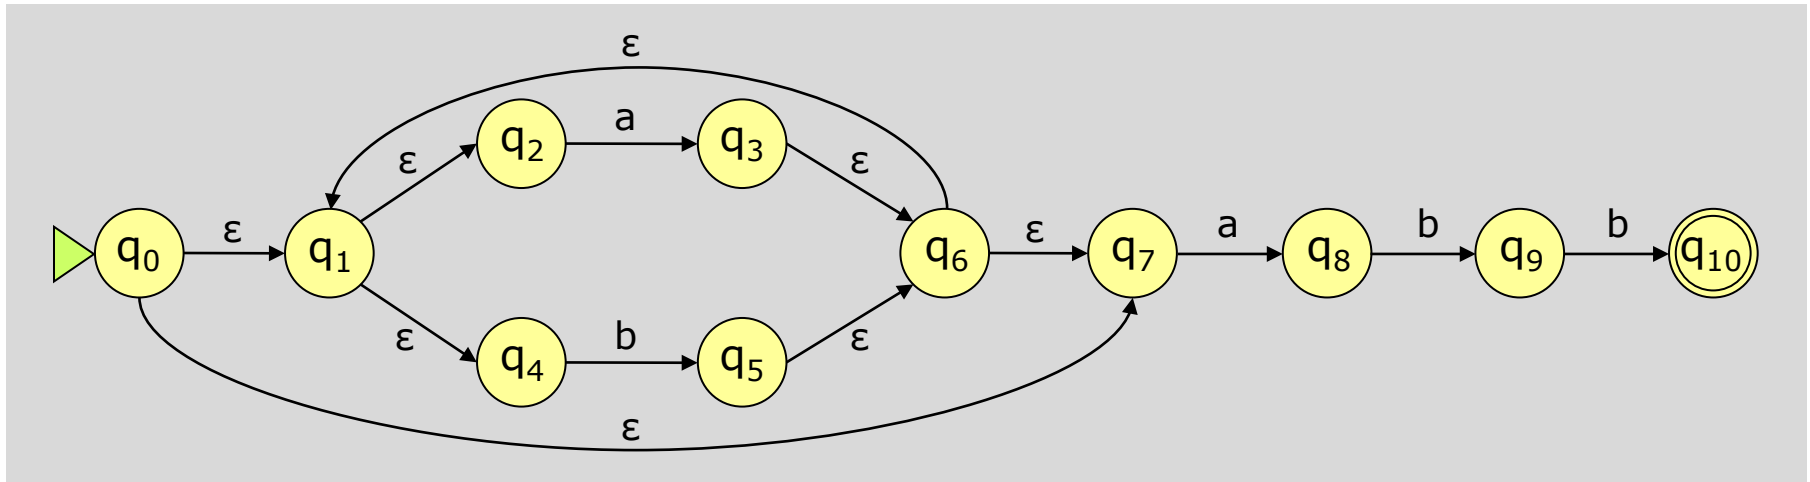 ε
a
q₂ q₃
ε ε
ε ε a b b
q₀ q₁ q₆ q₇ q₈ q₉ q₁₀
ε b ε
q₄ q₅
ε